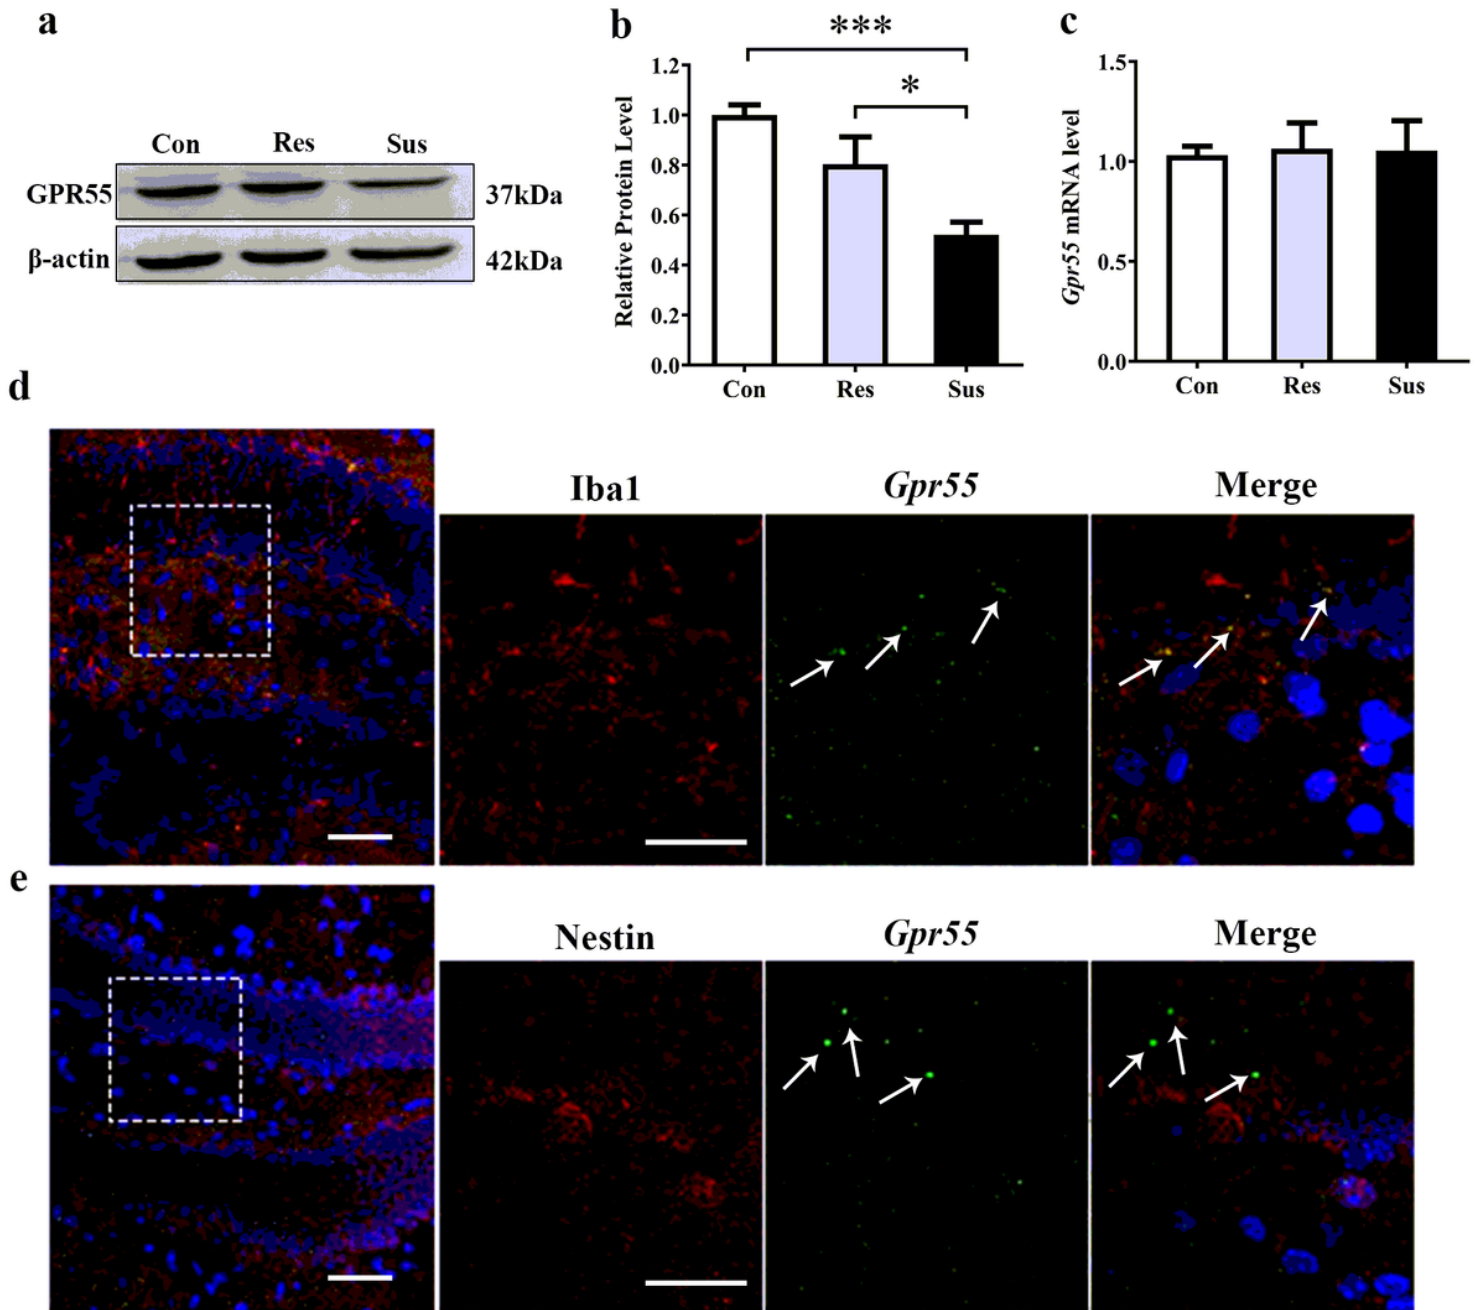 a
Con Res Sus
GPR55 37kDa
β-actin 42kDa
b
***
*
Relative Protein Level
1.2
1.0
0.8
0.6
0.4
0.2
0.0
Con Res Sus
c
Gpr55 mRNA level
1.5
1.0
0.5
0.0
Con Res Sus
d
Iba1 Gpr55 Merge
e
Nestin Gpr55 Merge